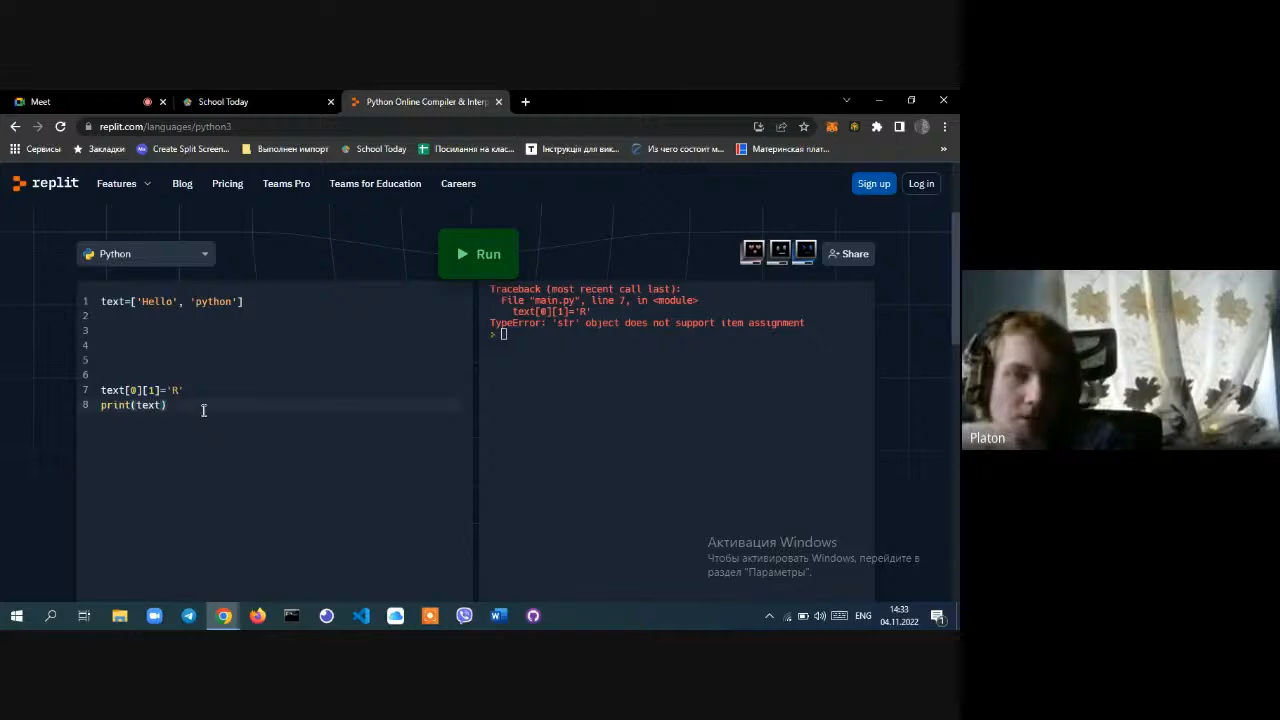 Meet
School Today
Python Online Compiler & Interp
replit.com/languages/python3
Сервисы
Закладки
Create Split Screen...
Выполнен импорт
School Today
Посилання на клас...
Інструкція для вик...
Из чего состоит м...
Материнская плат...
»
replit
Features
Blog
Pricing
Teams Pro
Teams for Education
Careers
Sign up
Log in
Python
Run
Share
1 text=['Hello', 'python']
2
3
4
5
6
7 text[0][1]='R'
8 print(text)
Traceback (most recent call last):
File "main.py", line 7, in <module>
text[0][1]='R'
TypeError: 'str' object does not support item assignment
>
Platon
Активация Windows
Чтобы активировать Windows, перейдите в
раздел "Параметры".
ENG
14:33
04.11.2022
1